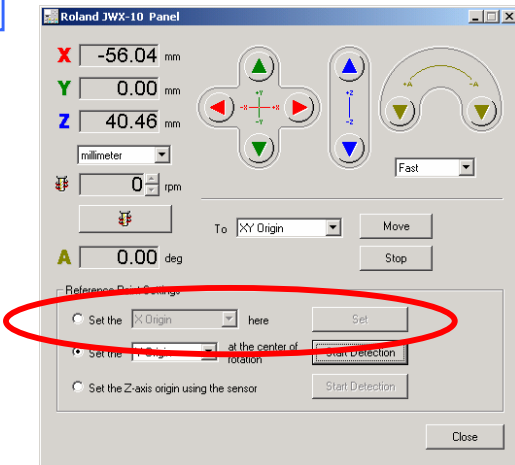 Roland JWX-10 Panel
X -56.04 mm
Y 0.00 mm
Z 40.46 mm
+Y
-X +X
-Y
+Z
-Z
+A -A
millimeter
Fast
0 rpm
To XY Origin Move
Stop
A 0.00 deg
Reference Point Settings
Set the X Origin here Set
Set the Y Origin at the center of rotation Start Detection
Set the Z-axis origin using the sensor Start Detection
Close